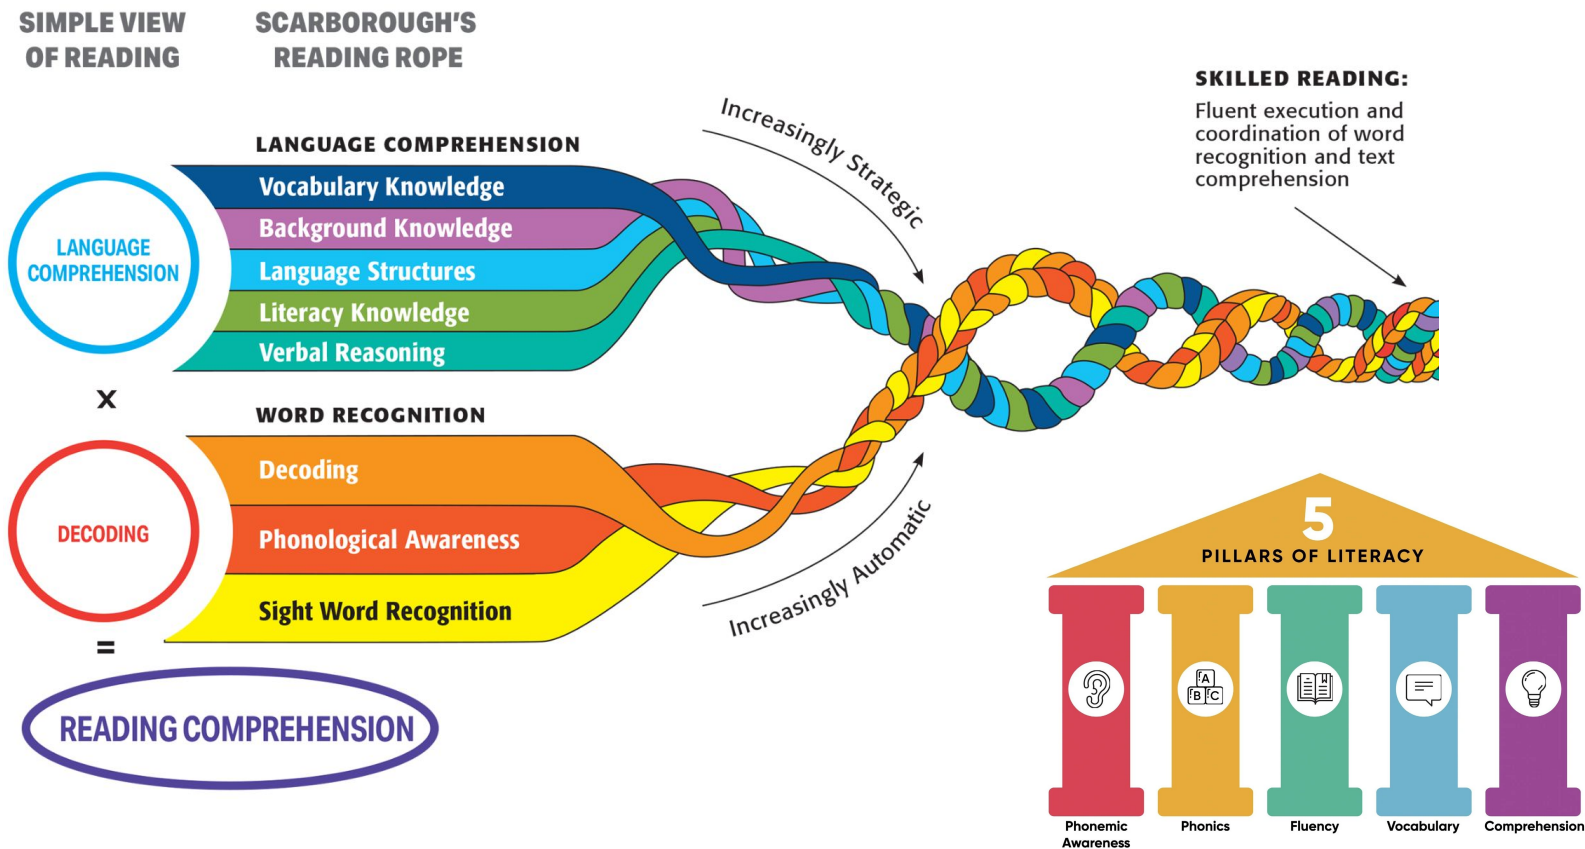 SIMPLE VIEW
OF READING
SCARBOROUGH'S
READING ROPE
LANGUAGE COMPREHENSION
Vocabulary Knowledge
Background Knowledge
Language Structures
Literacy Knowledge
Verbal Reasoning
LANGUAGE
COMPREHENSION
x
WORD RECOGNITION
Decoding
Phonological Awareness
Sight Word Recognition
DECODING
=
READING COMPREHENSION
Increasingly Strategic
Increasingly Automatic
SKILLED READING:
Fluent execution and
coordination of word
recognition and text
comprehension
5
PILLARS OF LITERACY
A
B C
Phonemic
Awareness
Phonics
Fluency
Vocabulary
Comprehension